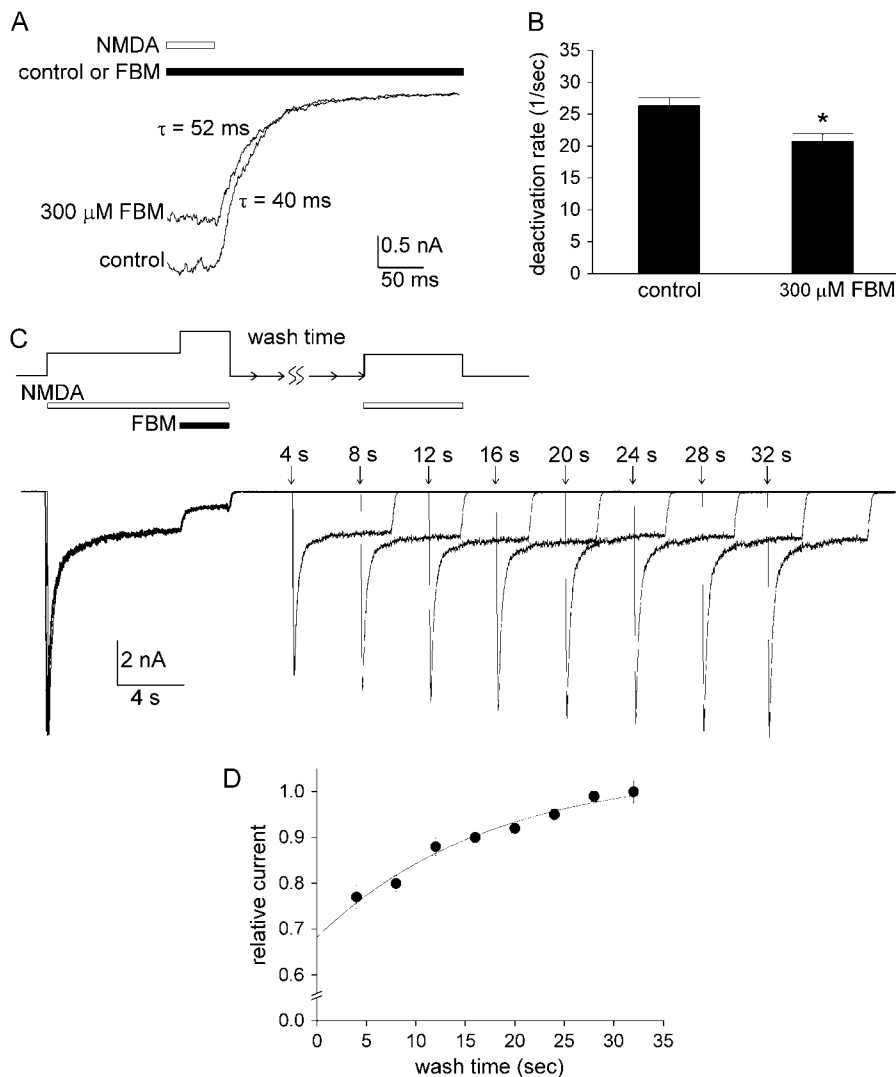 A
NMDA
control or FBM
τ = 52 ms
300 μM FBM
τ = 40 ms
control
0.5 nA
50 ms
B
deactivation rate (1/sec)
35
30
25
20
15
10
5
0
*
control
300 μM FBM
C
wash time
NMDA
FBM
4 s
8 s
12 s
16 s
20 s
24 s
28 s
32 s
2 nA
4 s
D
relative current
1.0
0.9
0.8
0.7
0.6
0.0
0
5
10
15
20
25
30
35
wash time (sec)